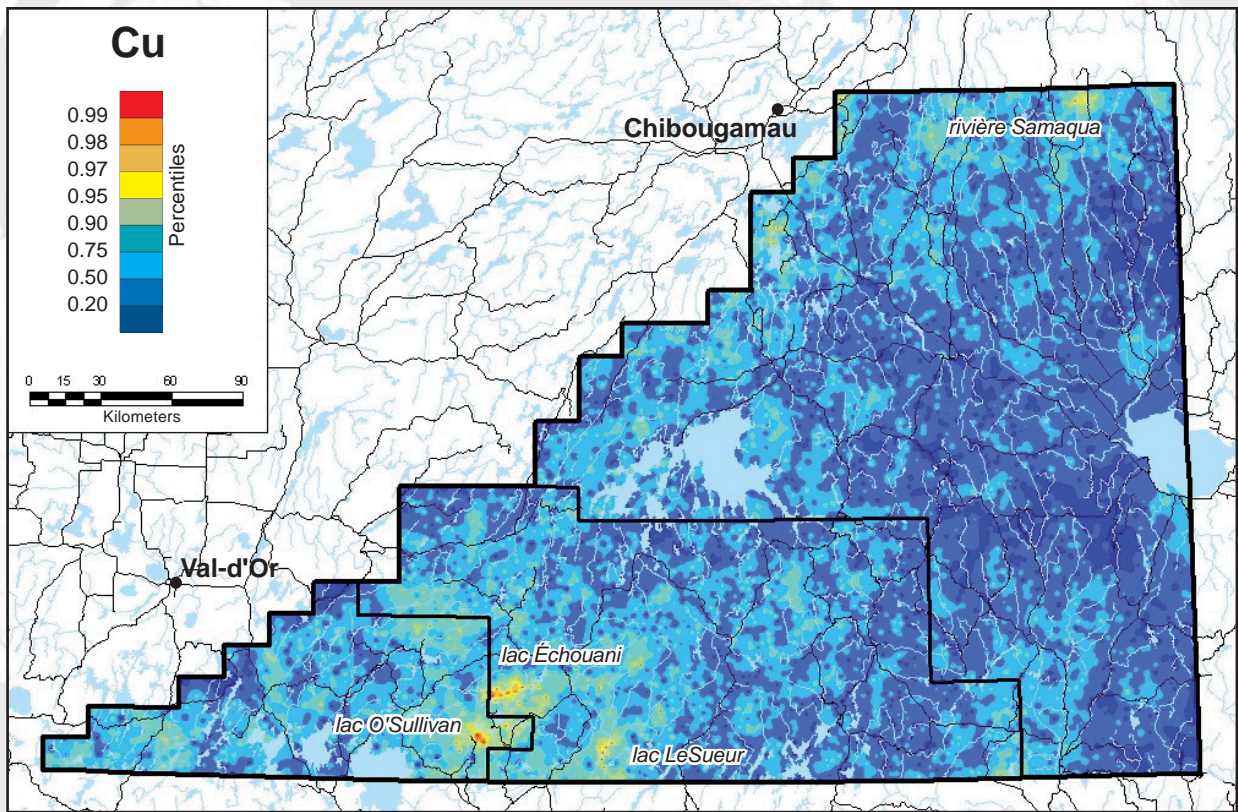 Cu
0.99
0.98
0.97
0.95
0.90
0.75
0.50
0.20
Percentiles
0 15 30 60 90
Kilometers
Chibougamau
rivière Samaqua
Val-d'Or
lac Échouani
lac O'Sullivan
lac LeSueur